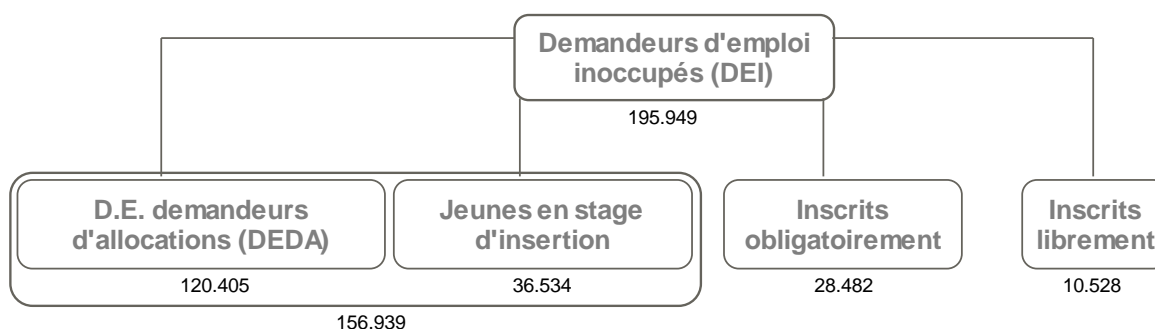 Demandeurs d'emploi
inoccupés (DEI)
195.949
D.E. demandeurs
d'allocations (DEDA)
Jeunes en stage
d'insertion
Inscrits
obligatoirement
Inscrits
librement
120.405
36.534
28.482
10.528
156.939